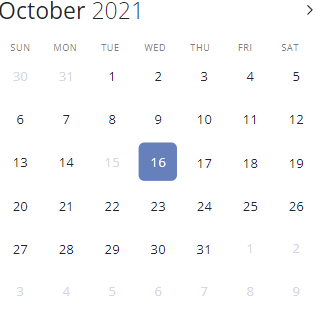 October 2021
SUN MON TUE WED THU FRI SAT
30 31 1 2 3 4 5
6 7 8 9 10 11 12
13 14 15 16 17 18 19
20 21 22 23 24 25 26
27 28 29 30 31 1 2
3 4 5 6 7 8 9